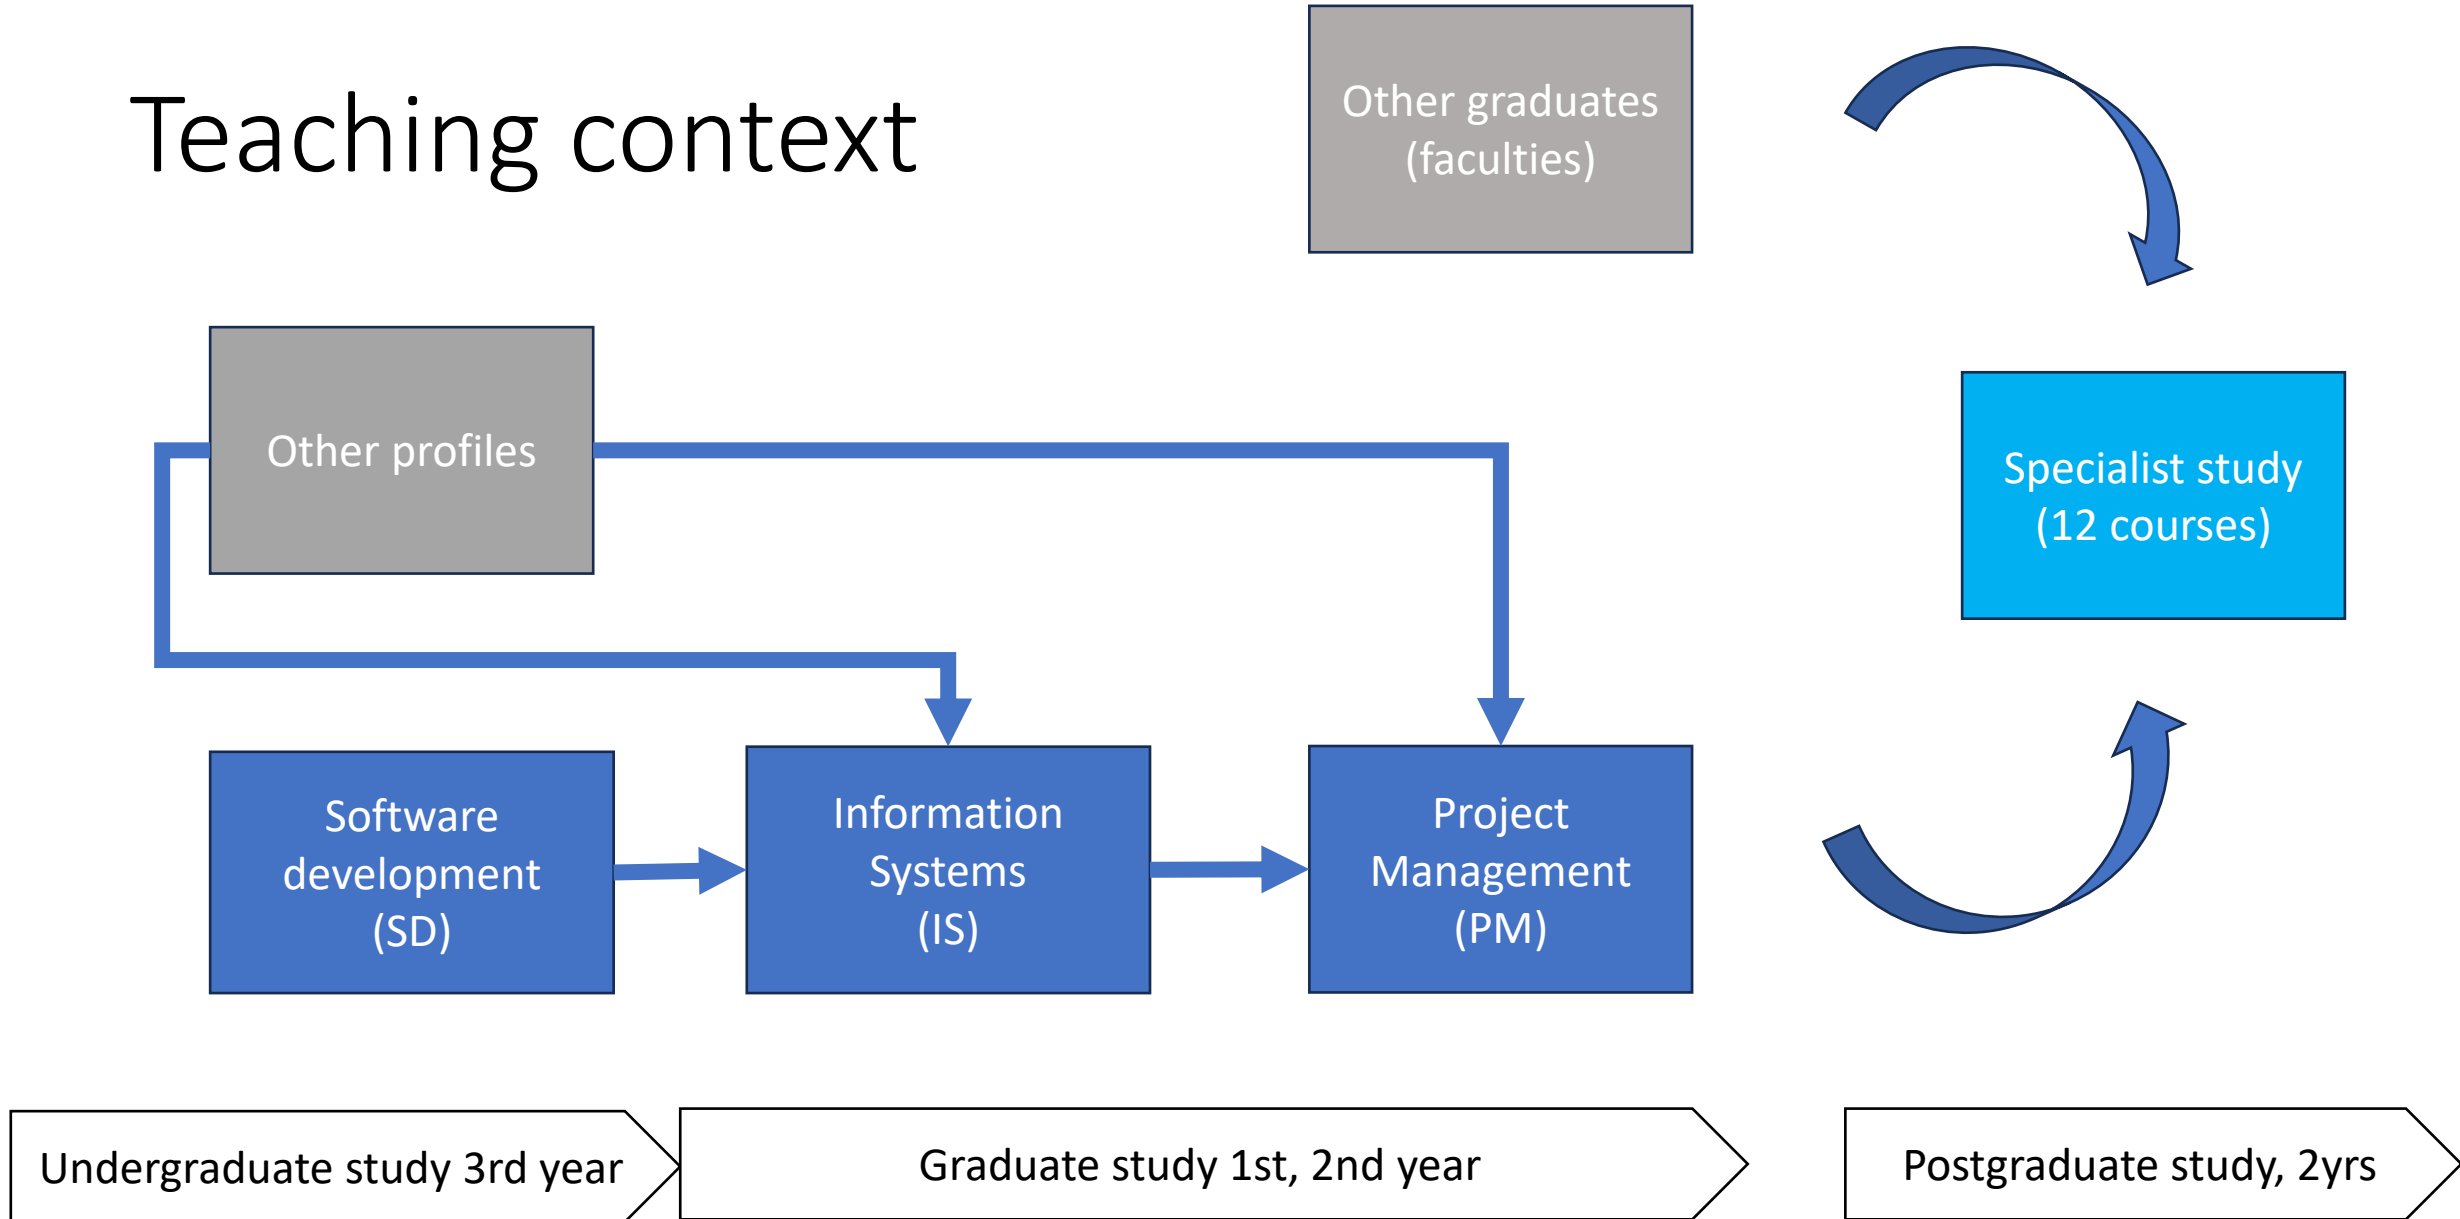 Teaching context
Other graduates
(faculties)
Other profiles
Specialist study
(12 courses)
Software
development
(SD)
Information
Systems
(IS)
Project
Management
(PM)
Undergraduate study 3rd year
Graduate study 1st, 2nd year
Postgraduate study, 2yrs